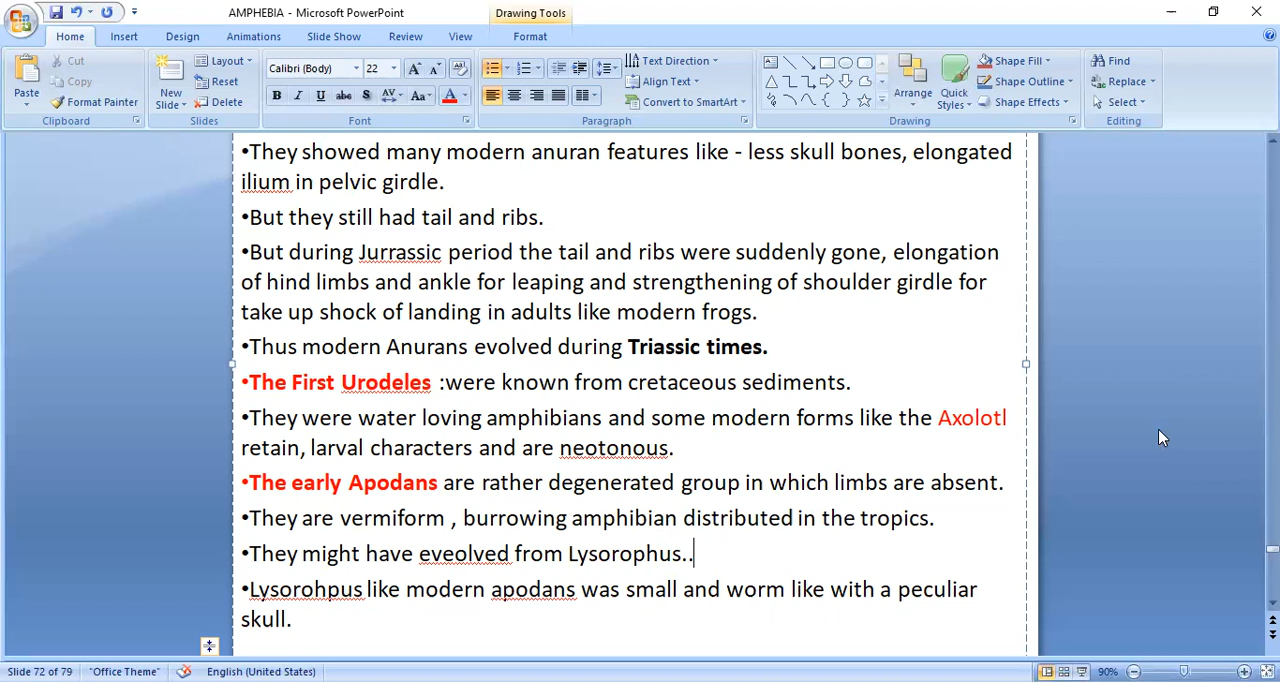 AMPHEBIA - Microsoft PowerPoint
Drawing Tools
Home
Insert
Design
Animations
Slide Show
Review
View
Format
Paste
Cut
Copy
Format Painter
Clipboard
New
Slide
Layout
Reset
Delete
Slides
Calibri (Body)
22
B I U abc S AV Aa A
Font
Text Direction
Align Text
Convert to SmartArt
Paragraph
Arrange
Quick
Styles
Shape Fill
Shape Outline
Shape Effects
Drawing
Find
Replace
Select
Editing
•They showed many modern anuran features like - less skull bones, elongated
ilium in pelvic girdle.
•But they still had tail and ribs.
•But during Jurrassic period the tail and ribs were suddenly gone, elongation
of hind limbs and ankle for leaping and strengthening of shoulder girdle for
take up shock of landing in adults like modern frogs.
•Thus modern Anurans evolved during Triassic times.
•The First Urodeles :were known from cretaceous sediments.
•They were water loving amphibians and some modern forms like the Axolotl
retain, larval characters and are neotonous.
•The early Apodans are rather degenerated group in which limbs are absent.
•They are vermiform , burrowing amphibian distributed in the tropics.
•They might have eveolved from Lysorophus..
•Lysorohpus like modern apodans was small and worm like with a peculiar
skull.
Slide 72 of 79
"Office Theme"
English (United States)
90%